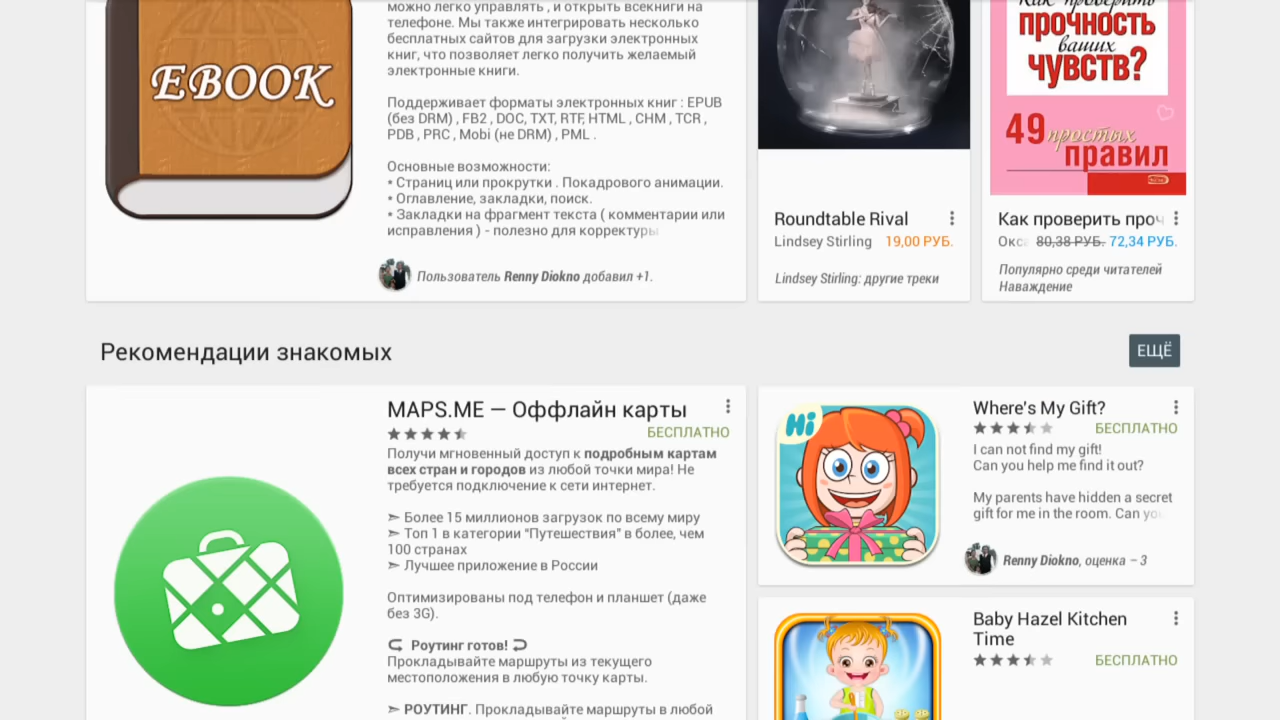 можно легко управлять , и открыть всекниги на
телефоне. Мы также интегрировать несколько
бесплатных сайтов для загрузки электронных
книг, что позволяет легко получить желаемый
электронные книги.
Поддерживает форматы электронных книг : EPUB
(без DRM) , FB2 , DOC, TXT, RTF, HTML , CHM , TCR ,
PDB , PRC , Mobi (не DRM) , PML .
Основные возможности:
• Страниц или прокрутки . Покадрового анимации.
• Оглавление, закладки, поиск.
• Закладки на фрагмент текста ( комментарии или
исправления ) - полезно для корректуры
EBOOK
Пользователь Renny Diokno добавил +1.
Roundtable Rival
Lindsey Stirling 19,00 РУБ.
Lindsey Stirling: другие треки
Как проверить
прочность
ваших
чувств?
49 простых
правил
Как проверить проч
Окса 80,38 РУБ. 72,34 РУБ.
Популярно среди читателей
Наваждение
Рекомендации знакомых
ЕЩЁ
MAPS.ME — Оффлайн карты
БЕСПЛАТНО
Получи мгновенный доступ к подробным картам
всех стран и городов из любой точки мира! Не
требуется подключение к сети интернет.
➣ Более 15 миллионов загрузок по всему миру
➣ Топ 1 в категории “Путешествия” в более, чем
100 странах
➣ Лучшее приложение в России
Оптимизированы под телефон и планшет (даже
без 3G).
Роутинг готов!
Прокладывайте маршруты из текущего
местоположения в любую точку карты.
➣ РОУТИНГ. Прокладывайте маршруты в любой
Hi
Where's My Gift?
БЕСПЛАТНО
I can not find my gift!
Can you help me find it out?
My parents have hidden a secret
gift for me in the room. Can you
Renny Diokno, оценка – 3
Baby Hazel Kitchen
Time
БЕСПЛАТНО